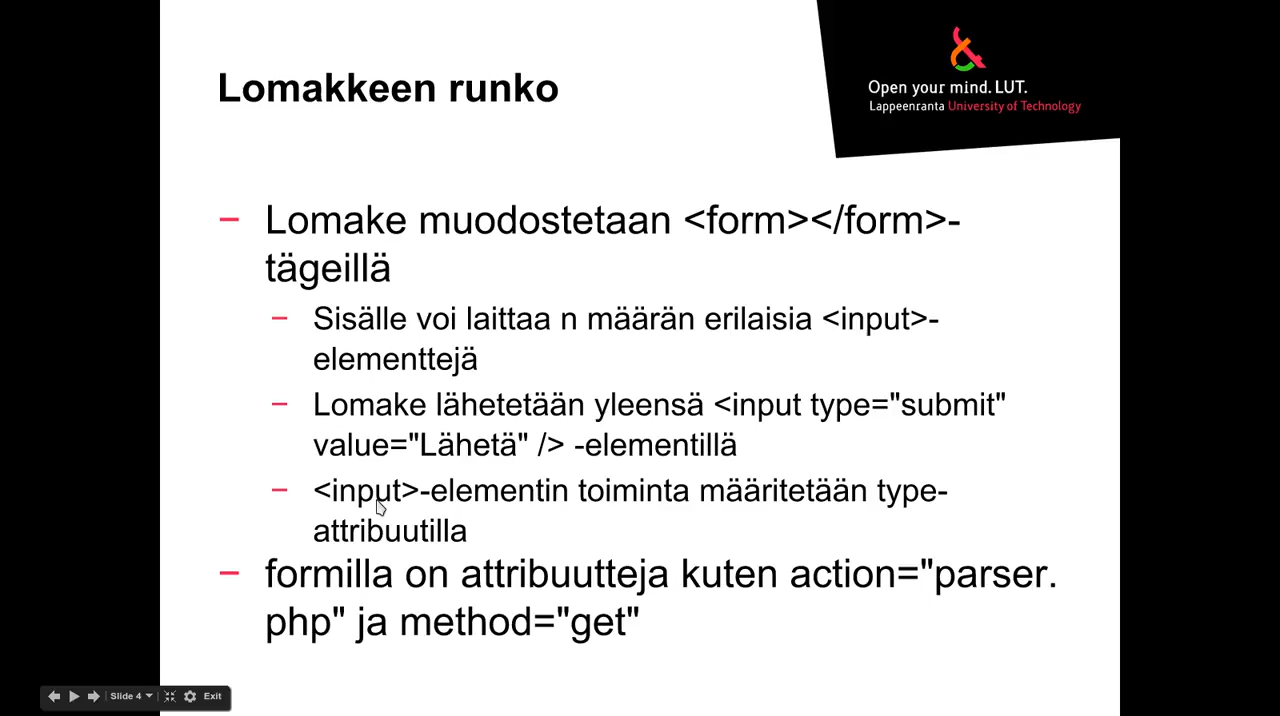 Open your mind. LUT.
Lappeenranta University of Technology
Lomakkeen runko
– Lomake muodostetaan <form></form>-
tägeillä
– Sisälle voi laittaa n määrän erilaisia <input>-
elementtejä
– Lomake lähetetään yleensä <input type="submit"
value="Lähetä" /> -elementillä
– <input>-elementin toiminta määritetään type-
attribuutilla
– formilla on attribuutteja kuten action="parser.
php" ja method="get"
Slide 4 Exit